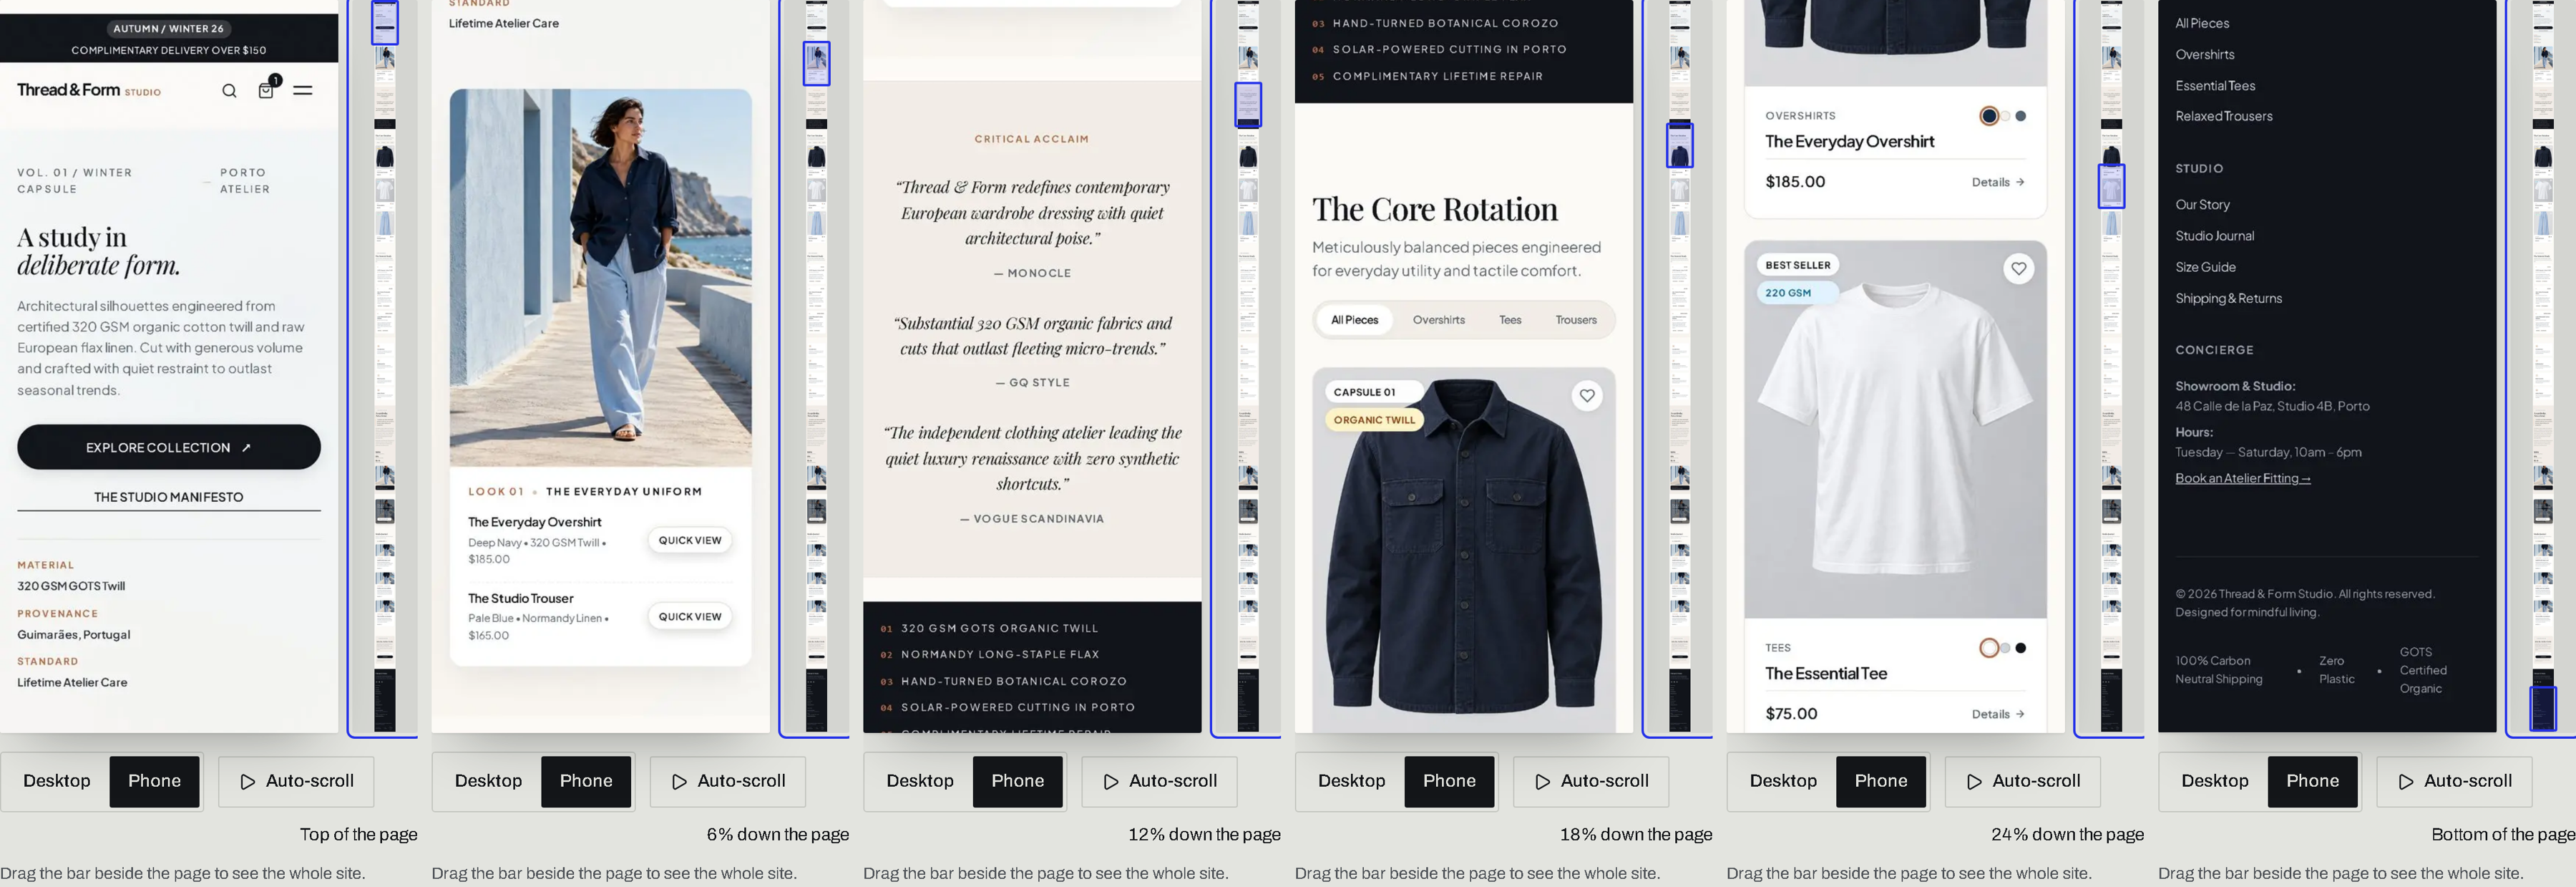 AUTUMN / WINTER 26
COMPLIMENTARY DELIVERY OVER $150
Thread & Form STUDIO
1
VOL. 01 / WINTER CAPSULE — PORTO ATELIER
A study in
deliberate form.
Architectural silhouettes engineered from
certified 320 GSM organic cotton twill and raw
European flax linen. Cut with generous volume
and crafted with quiet restraint to outlast
seasonal trends.
EXPLORE COLLECTION ↗
THE STUDIO MANIFESTO
MATERIAL
320 GSM GOTS Twill
PROVENANCE
Guimarães, Portugal
STANDARD
Lifetime Atelier Care
Desktop Phone Auto-scroll
Top of the page
Drag the bar beside the page to see the whole site.
STANDARD
Lifetime Atelier Care
LOOK 01 • THE EVERYDAY UNIFORM
The Everyday Overshirt
Deep Navy • 320 GSM Twill •
$185.00
QUICK VIEW
The Studio Trouser
Pale Blue • Normandy Linen •
$165.00
QUICK VIEW
Desktop Phone Auto-scroll
6% down the page
Drag the bar beside the page to see the whole site.
CRITICAL ACCLAIM
“Thread & Form redefines contemporary
European wardrobe dressing with quiet
architectural poise.”
— MONOCLE
“Substantial 320 GSM organic fabrics and
cuts that outlast fleeting micro-trends.”
— GQ STYLE
“The independent clothing atelier leading the
quiet luxury renaissance with zero synthetic
shortcuts.”
— VOGUE SCANDINAVIA
01 320 GSM GOTS ORGANIC TWILL
02 NORMANDY LONG-STAPLE FLAX
03 HAND-TURNED BOTANICAL COROZO
04 SOLAR-POWERED CUTTING IN PORTO
Desktop Phone Auto-scroll
12% down the page
Drag the bar beside the page to see the whole site.
03 HAND-TURNED BOTANICAL COROZO
04 SOLAR-POWERED CUTTING IN PORTO
05 COMPLIMENTARY LIFETIME REPAIR
The Core Rotation
Meticulously balanced pieces engineered
for everyday utility and tactile comfort.
All Pieces Overshirts Tees Trousers
CAPSULE 01
ORGANIC TWILL
Desktop Phone Auto-scroll
18% down the page
Drag the bar beside the page to see the whole site.
OVERSHIRTS
The Everyday Overshirt
$185.00 Details →
BEST SELLER
220 GSM
TEES
The Essential Tee
$75.00 Details →
Desktop Phone Auto-scroll
24% down the page
Drag the bar beside the page to see the whole site.
All Pieces
Overshirts
Essential Tees
Relaxed Trousers
STUDIO
Our Story
Studio Journal
Size Guide
Shipping & Returns
CONCIERGE
Showroom & Studio:
48 Calle de la Paz, Studio 4B, Porto
Hours:
Tuesday — Saturday, 10am – 6pm
Book an Atelier Fitting →
© 2026 Thread & Form Studio. All rights reserved.
Designed for mindful living.
100% Carbon Neutral Shipping • Zero Plastic • GOTS Certified Organic
Desktop Phone Auto-scroll
Bottom of the page
Drag the bar beside the page to see the whole site.